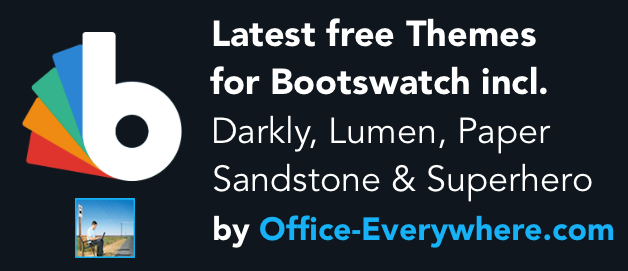 Latest free Themes
for Bootswatch incl.
Darkly, Lumen, Paper
Sandstone & Superhero
by Office-Everywhere.com
b